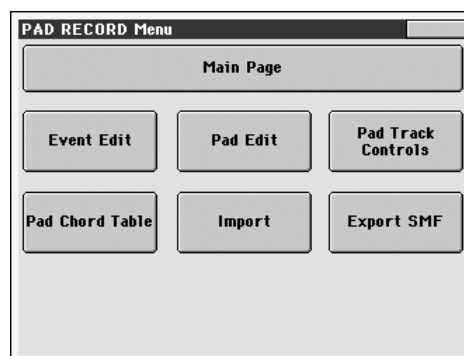 PAD RECORD Menu
Main Page
Event Edit
Pad Edit
Pad Track
Controls
Pad Chord Table
Import
Export SMF